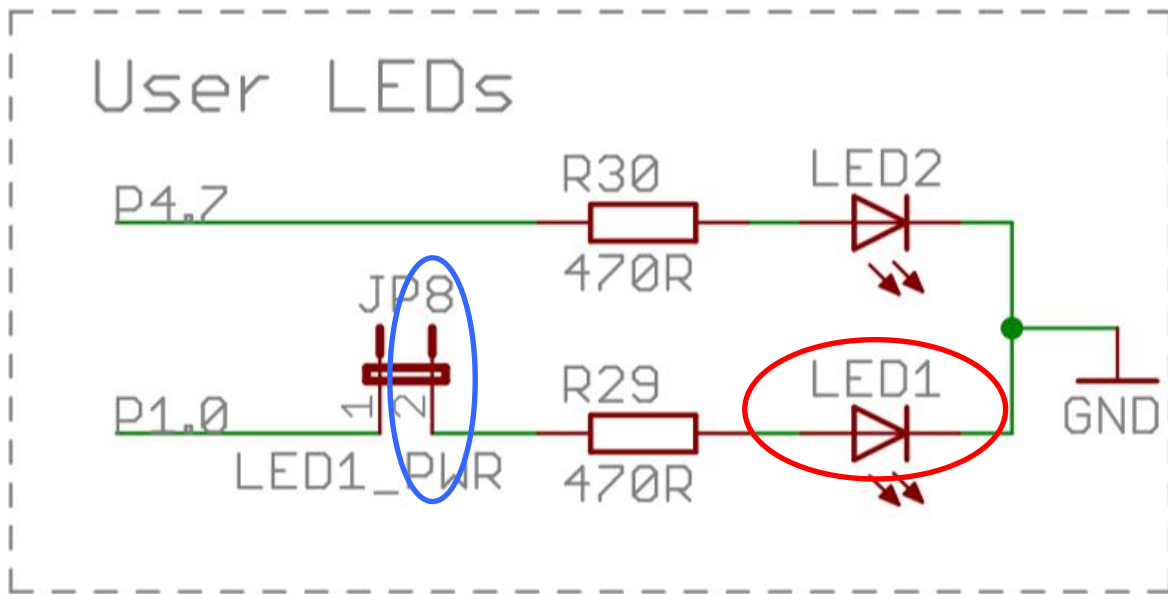 User LEDs
R30
LED2
P4.7
470R
JP8
R29
LED1
P1.0
1
2
GND
LED1_PWR
470R